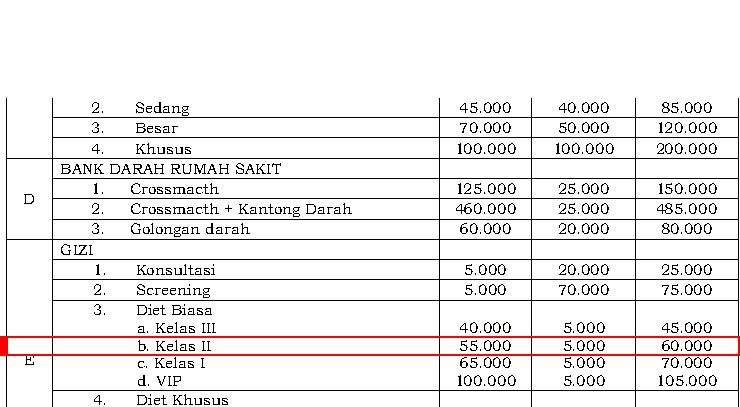 2. Sedang 45.000 40.000 85.000
3. Besar 70.000 50.000 120.000
4. Khusus 100.000 100.000 200.000
BANK DARAH RUMAH SAKIT
1. Crossmacth 125.000 25.000 150.000
D 2. Crossmacth + Kantong Darah 460.000 25.000 485.000
3. Golongan darah 60.000 20.000 80.000
GIZI
1. Konsultasi 5.000 20.000 25.000
2. Screening 5.000 70.000 75.000
3. Diet Biasa
a. Kelas III 40.000 5.000 45.000
b. Kelas II 55.000 5.000 60.000
E c. Kelas I 65.000 5.000 70.000
d. VIP 100.000 5.000 105.000
4. Diet Khusus